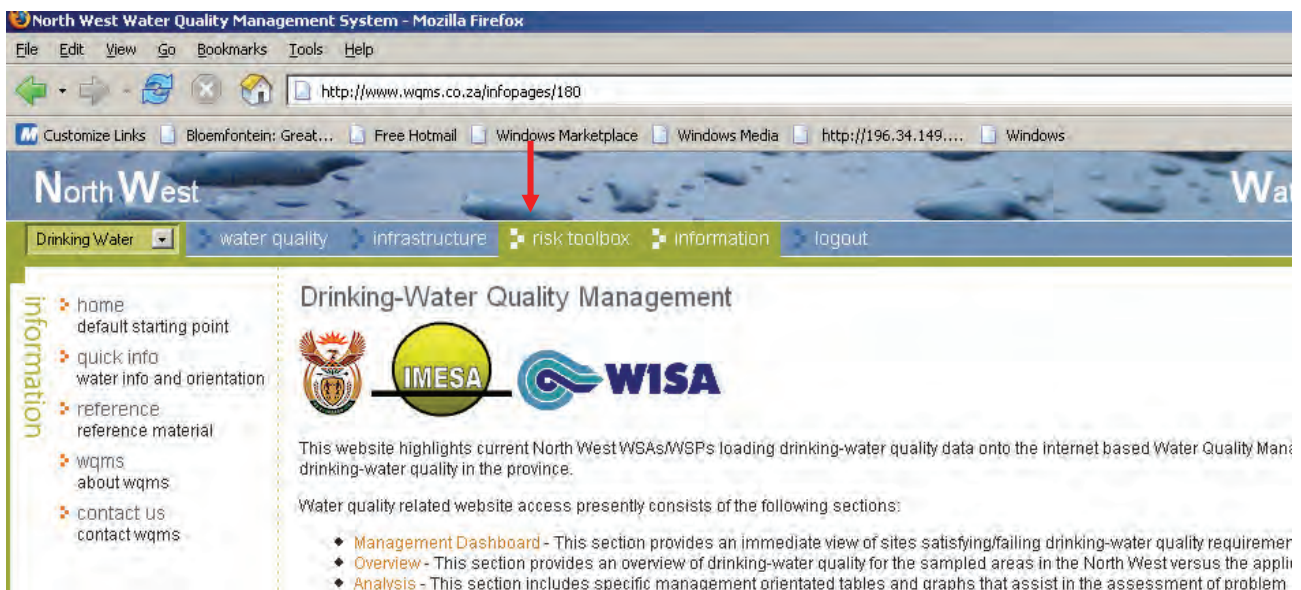 North West Water Quality Management System - Mozilla Firefox
File Edit View Go Bookmarks Tools Help
http://www.wqms.co.za/infopages/180
Customize Links Bloemfontein: Great... Free Hotmail Windows Marketplace Windows Media http://196.34.149.... Windows
North West Wat
Drinking Water water quality infrastructure risk toolbox information logout
information
home
default starting point
quick info
water info and orientation
reference
reference material
wqms
about wqms
contact us
contact wqms
Drinking-Water Quality Management
IMESA WISA
This website highlights current North West WSAs/WSPs loading drinking-water quality data onto the internet based Water Quality Mana
drinking-water quality in the province.
Water quality related website access presently consists of the following sections:
Management Dashboard - This section provides an immediate view of sites satisfying/failing drinking-water quality requiremen
Overview - This section provides an overview of drinking-water quality for the sampled areas in the North West versus the appli
Analysis - This section includes specific management orientated tables and graphs that assist in the assessment of problem